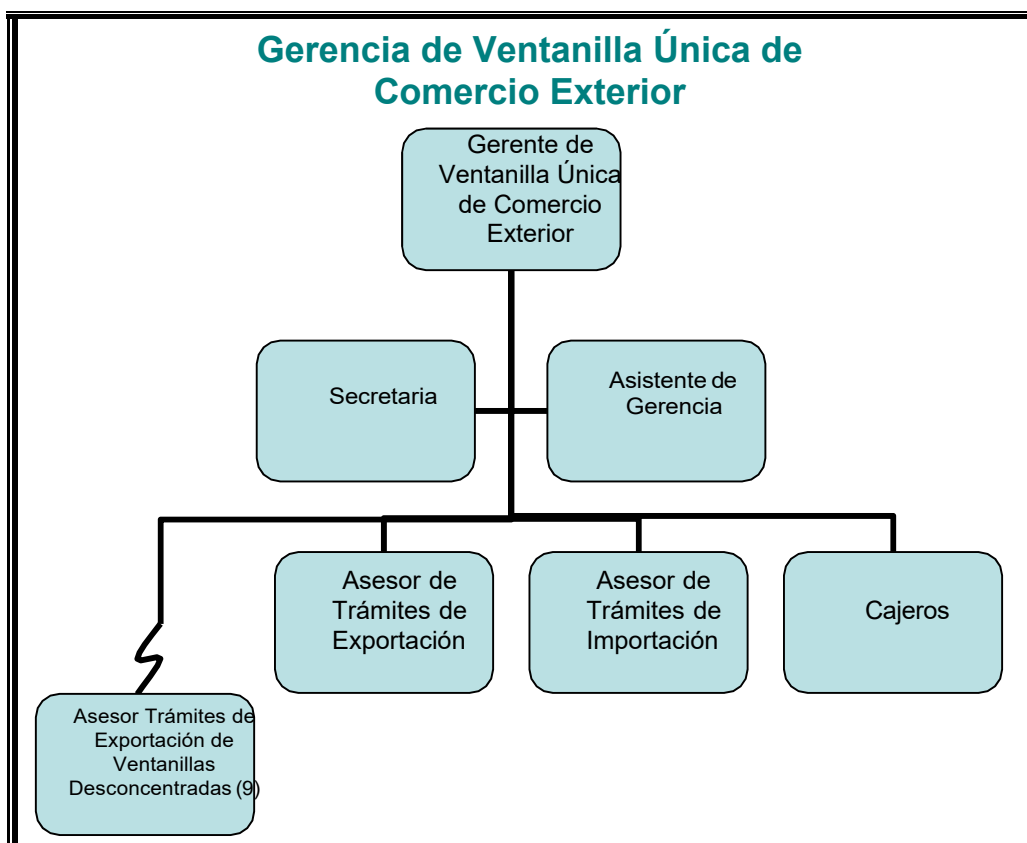 Gerencia de Ventanilla Única de
Comercio Exterior
Gerente de
Ventanilla Única
de Comercio
Exterior
Secretaria
Asistente de
Gerencia
Asesor de
Trámites de
Exportación
Asesor de
Trámites de
Importación
Cajeros
Asesor Trámites de
Exportación de
Ventanillas
Desconcentradas (9)